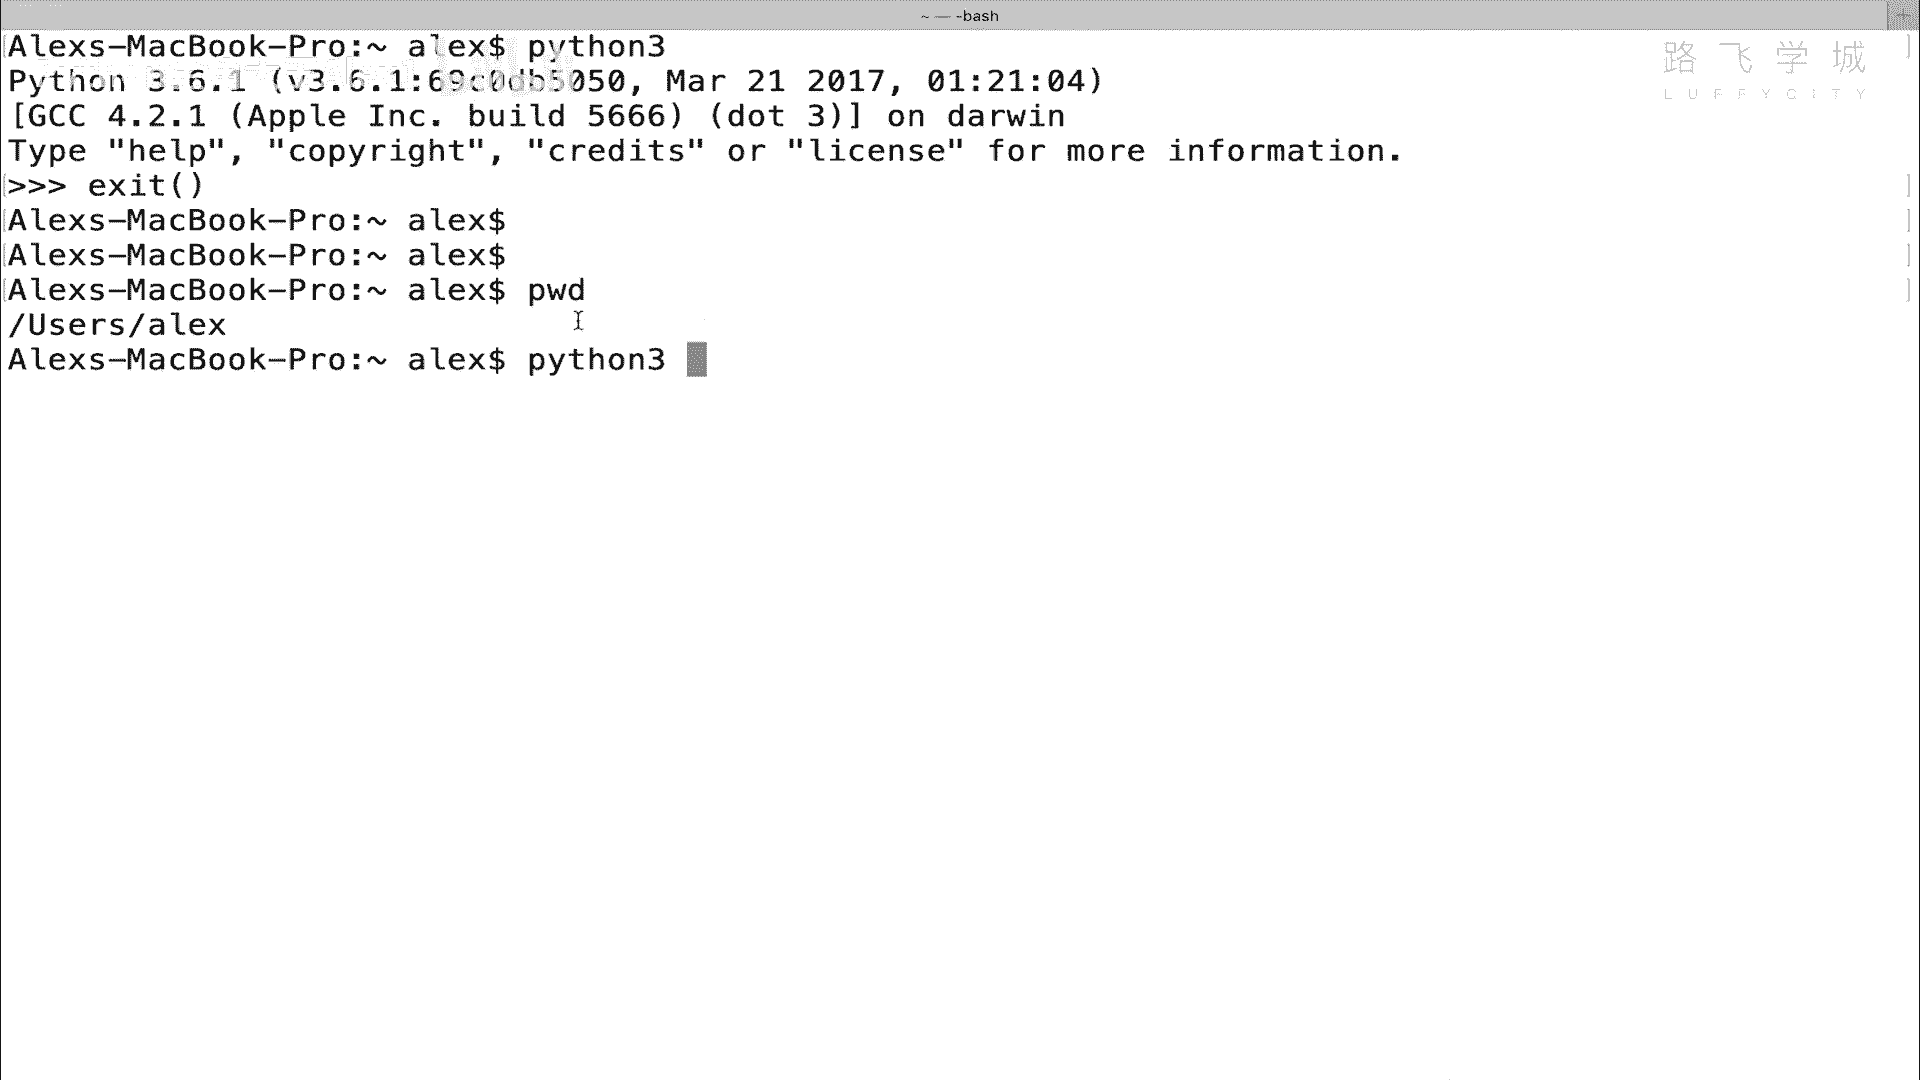 ~ — -bash
Alexs-MacBook-Pro:~ alex$ python3
路飞学城
LUFFYCITY
Python 3.6.1 (v3.6.1:69c0db5050, Mar 21 2017, 01:21:04)
[GCC 4.2.1 (Apple Inc. build 5666) (dot 3)] on darwin
Type "help", "copyright", "credits" or "license" for more information.
>>> exit()
Alexs-MacBook-Pro:~ alex$
Alexs-MacBook-Pro:~ alex$
Alexs-MacBook-Pro:~ alex$ pwd
/Users/alex
Alexs-MacBook-Pro:~ alex$ python3